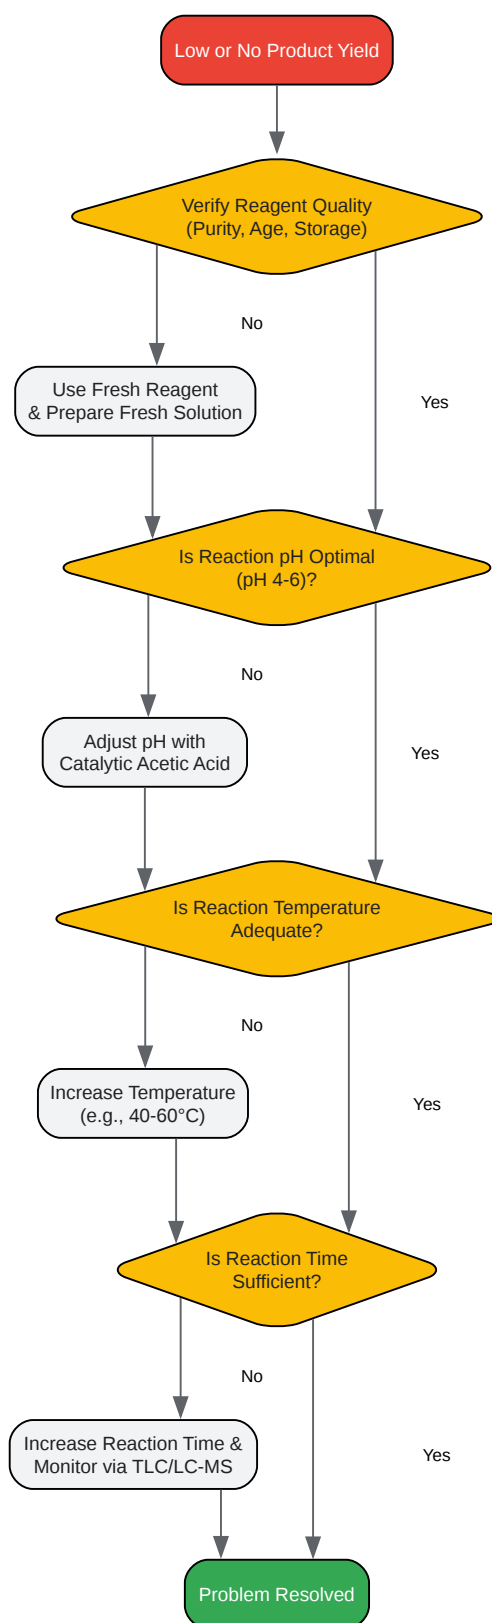 Low or No Product Yield
Verify Reagent Quality
(Purity, Age, Storage)
No
Use Fresh Reagent
& Prepare Fresh Solution
Yes
Is Reaction pH Optimal
(pH 4-6)?
No
Adjust pH with
Catalytic Acetic Acid
Yes
Is Reaction Temperature
Adequate?
No
Increase Temperature
(e.g., 40-60°C)
Yes
Is Reaction Time
Sufficient?
No
Increase Reaction Time &
Monitor via TLC/LC-MS
Yes
Problem Resolved